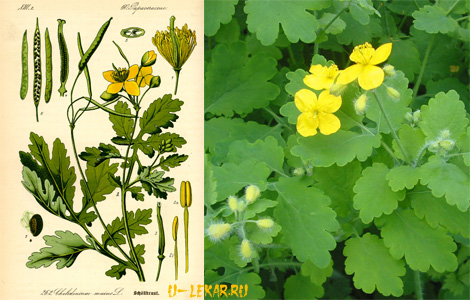 Papaveraceae.
Chelidonium majus L. Schöllkraut.
U-LEKAR.RU